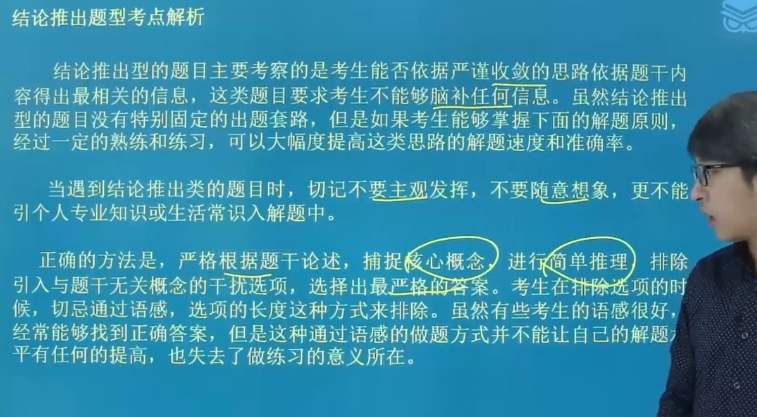 结论推出题型考点解析
结论推出型的题目主要考察的是考生能否依据严谨收敛的思路依据题干内
容得出最相关的信息，这类题目要求考生不能够脑补任何信息。虽然结论推出
型的题目没有特别固定的出题套路，但是如果考生能够掌握下面的解题原则，
经过一定的熟练和练习，可以大幅度提高这类思路的解题速度和准确率。
当遇到结论推出类的题目时，切记不要主观发挥，不要随意想象，更不能
引个人专业知识或生活常识入解题中。
正确的方法是，严格根据题干论述，捕捉核心概念，进行简单推理，排除
引入与题干无关概念的干扰选项，选择出最严格的答案。考生在排除选项的时
候，切忌通过语感，选项的长度这种方式来排除。虽然有些考生的语感很好，
经常能够找到正确答案，但是这种通过语感的做题方式并不能让自己的解题
平有任何的提高，也失去了做练习的意义所在。